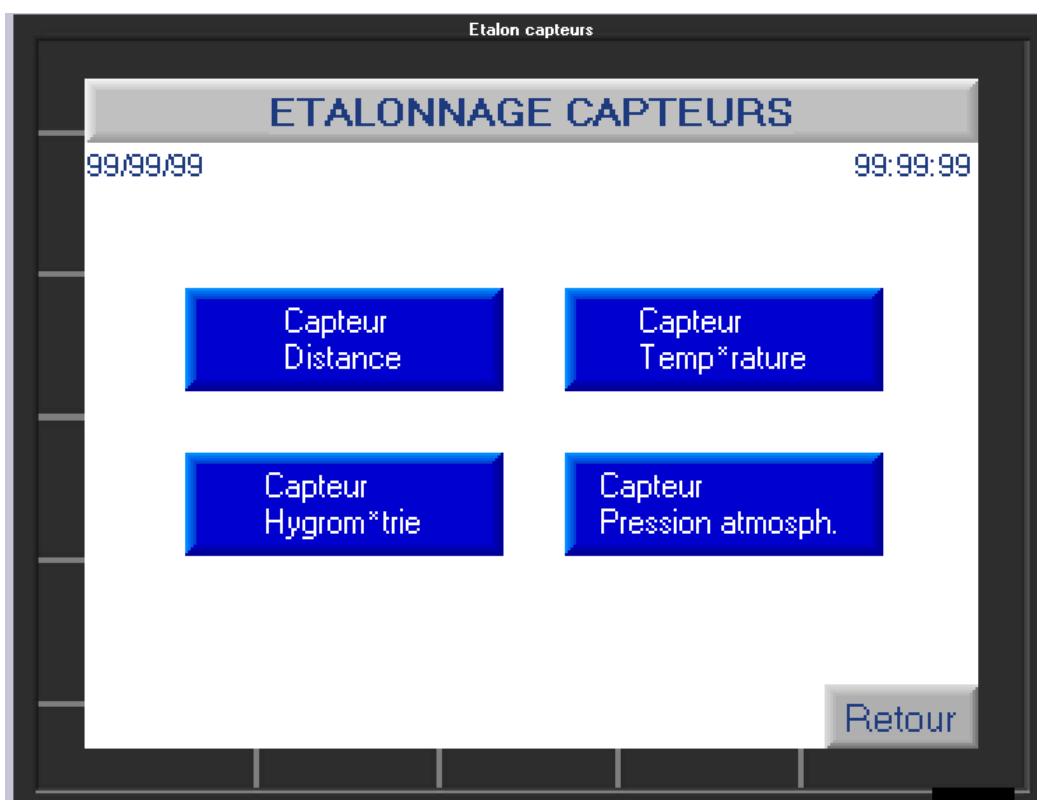 Etalon capteurs
ETALONNAGE CAPTEURS
99/99/99
99:99:99
Capteur
Distance
Capteur
Temp*rature
Capteur
Hygrom*trie
Capteur
Pression atmosph.
Retour